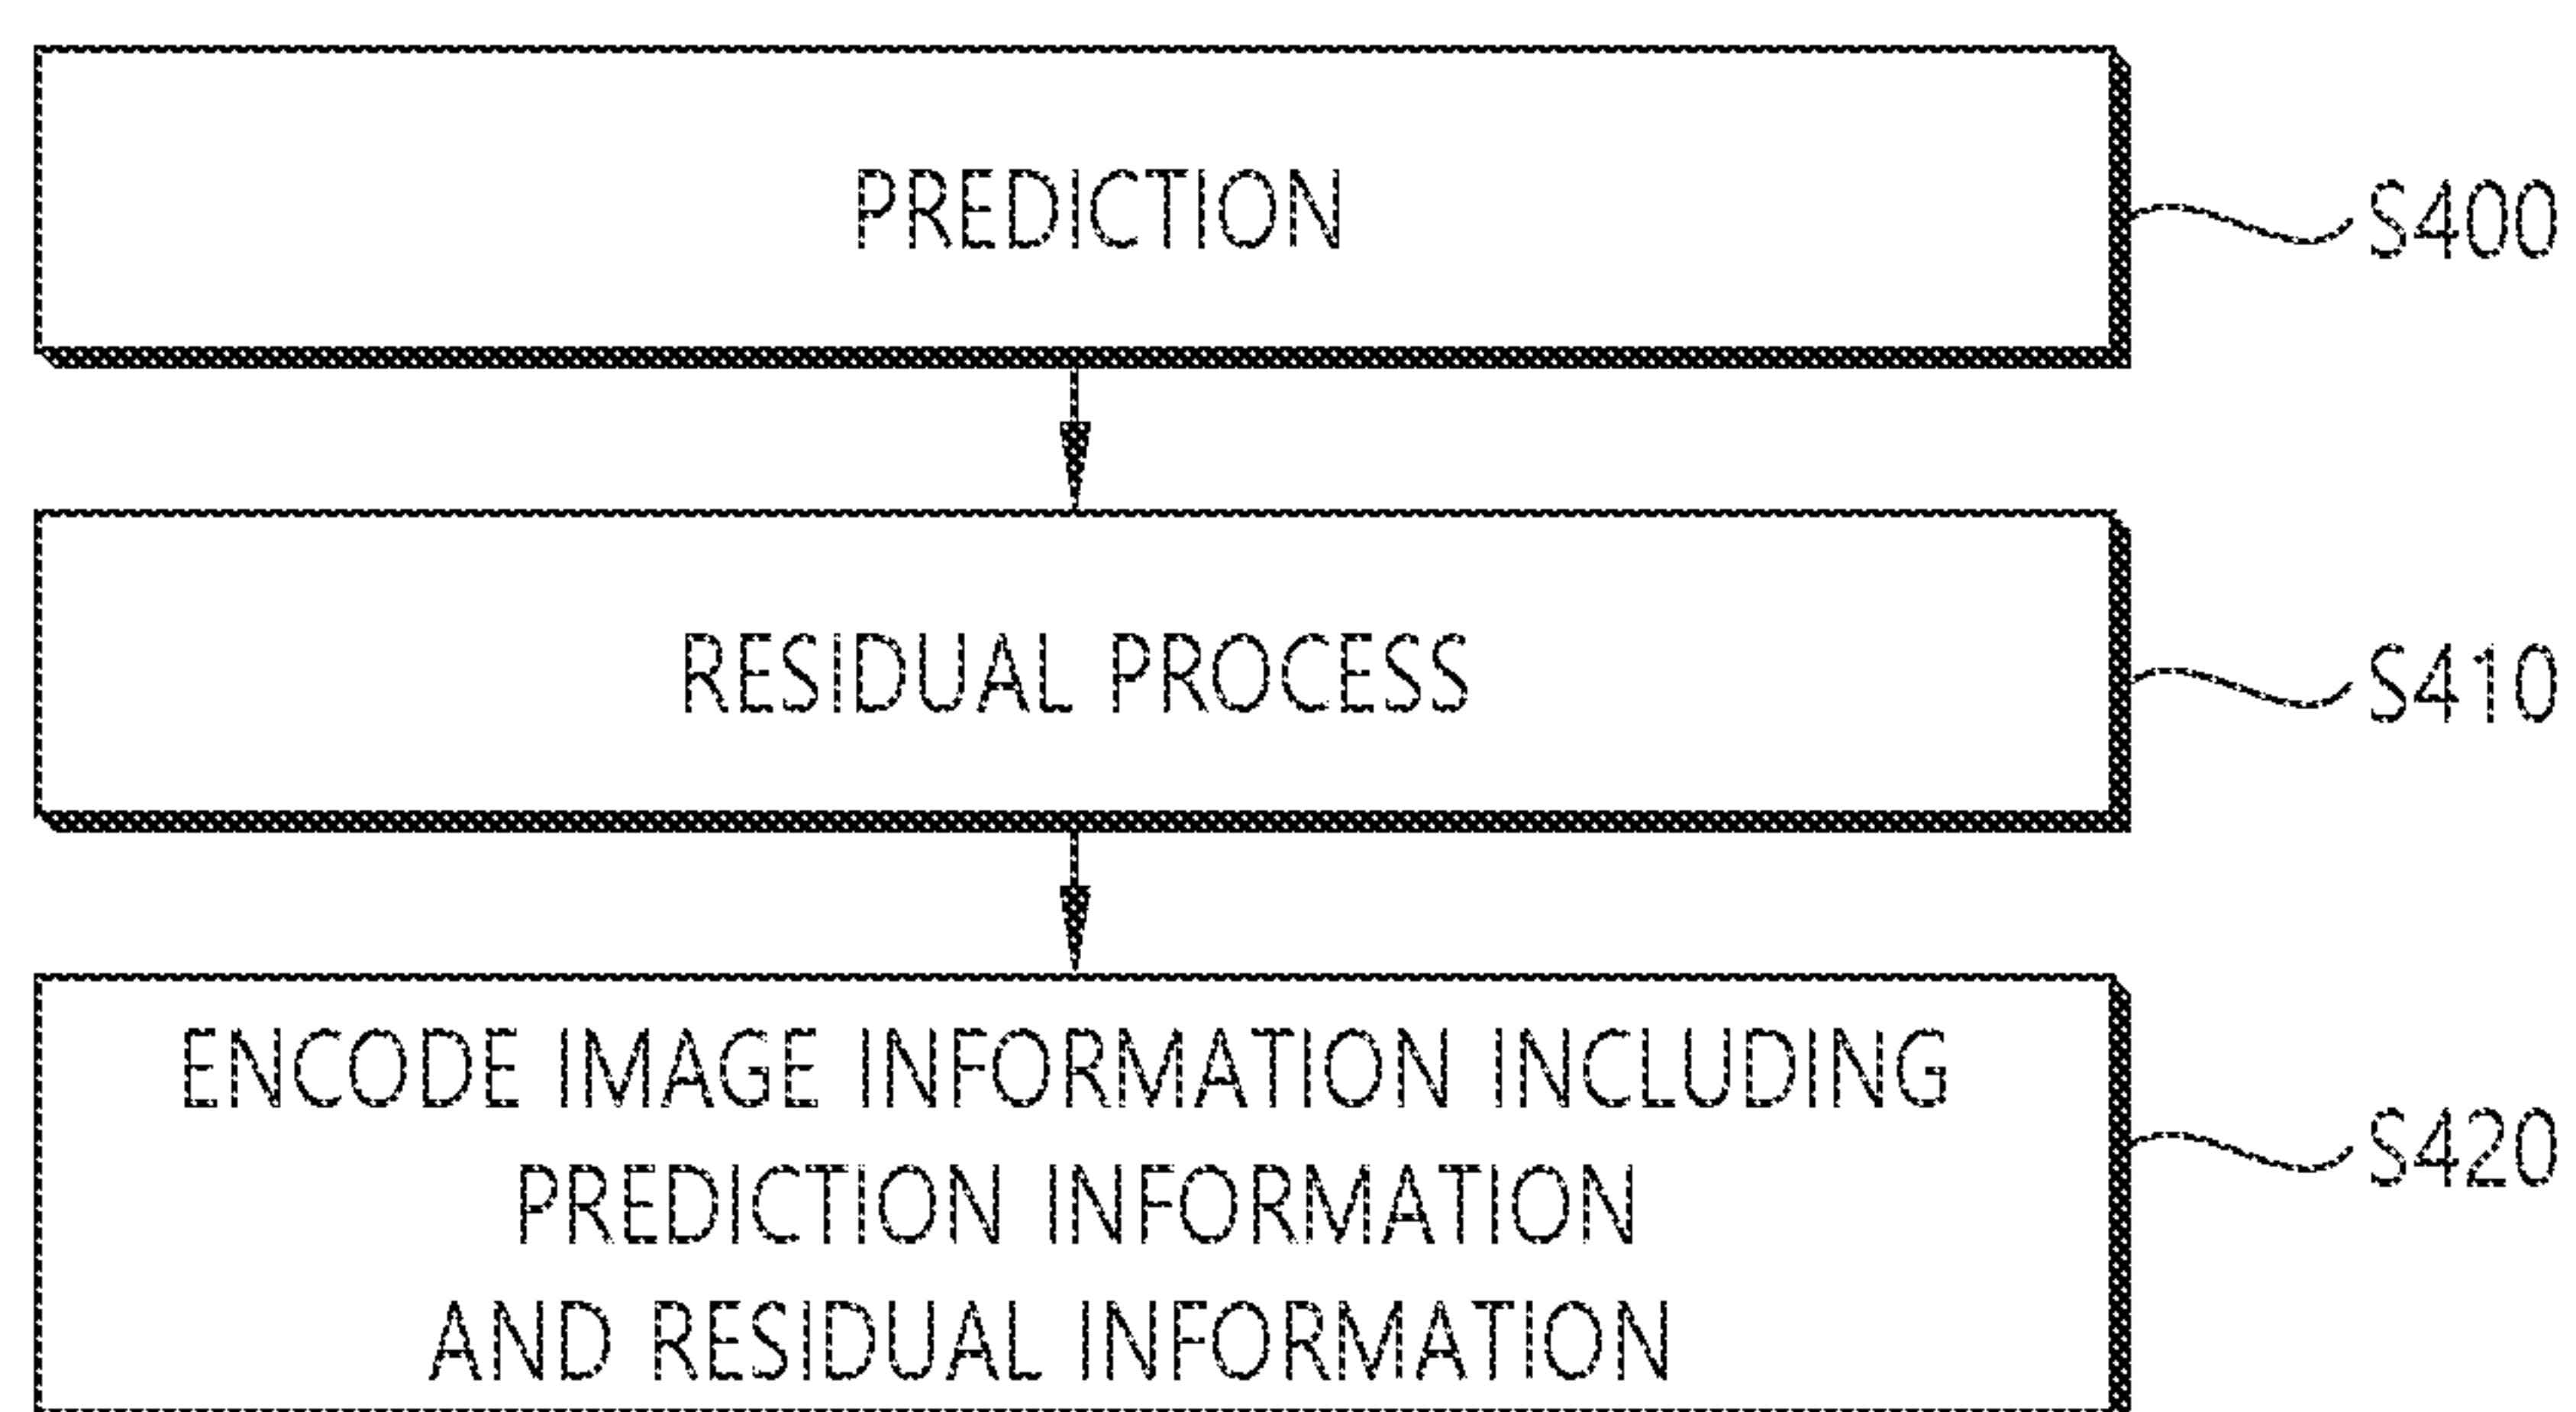 PREDICTION
S400
RESIDUAL PROCESS
S410
ENCODE IMAGE INFORMATION INCLUDING
PREDICTION INFORMATION
AND RESIDUAL INFORMATION
S420